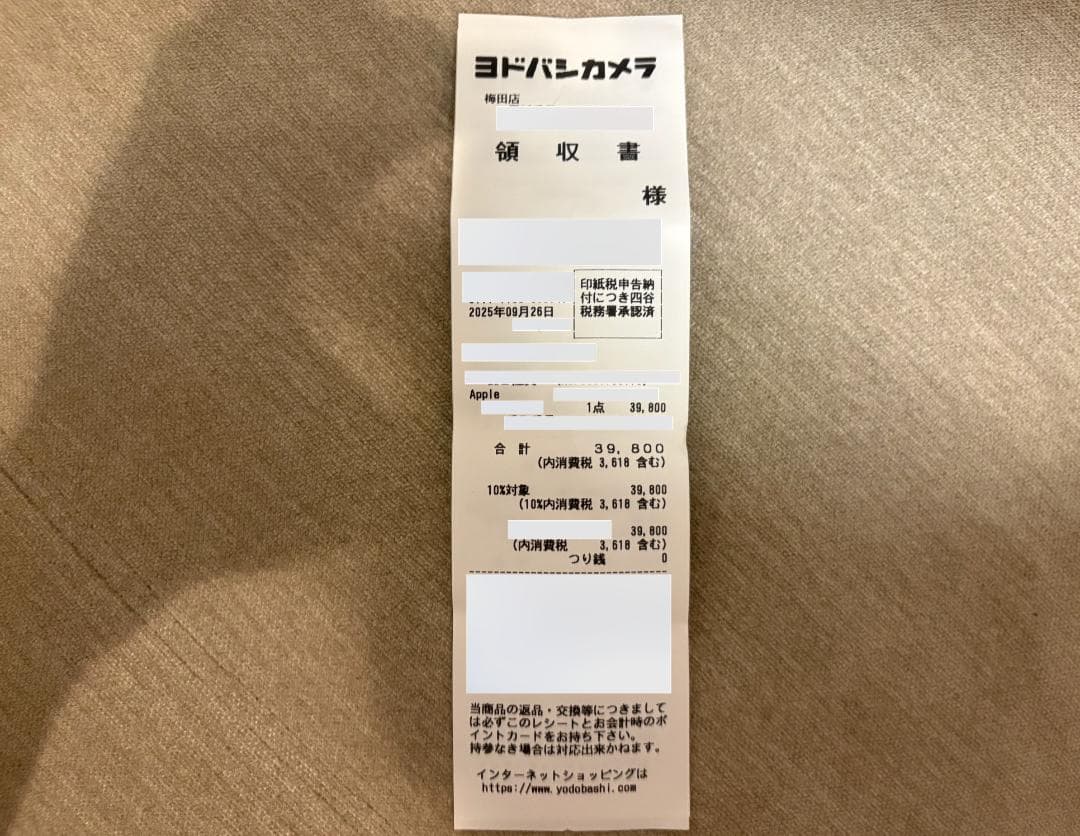 ヨドバシカメラ
梅田店
領 収 書
様
印紙税申告納
付につき四谷
税務署承認済
2025年09月26日
Apple
1点 39,800
合 計 39,800
(内消費税 3,618 含む)
10%対象 39,800
(10%内消費税 3,618 含む)
39,800
(内消費税 3,618 含む)
つり銭 0
当商品の返品・交換等につきまして
は必ずこのレシートとお会計時のポ
イントカードをお持ち下さい。
持参なき場合は対応出来かねます。
インターネットショッピングは
https://www.yodobashi.com